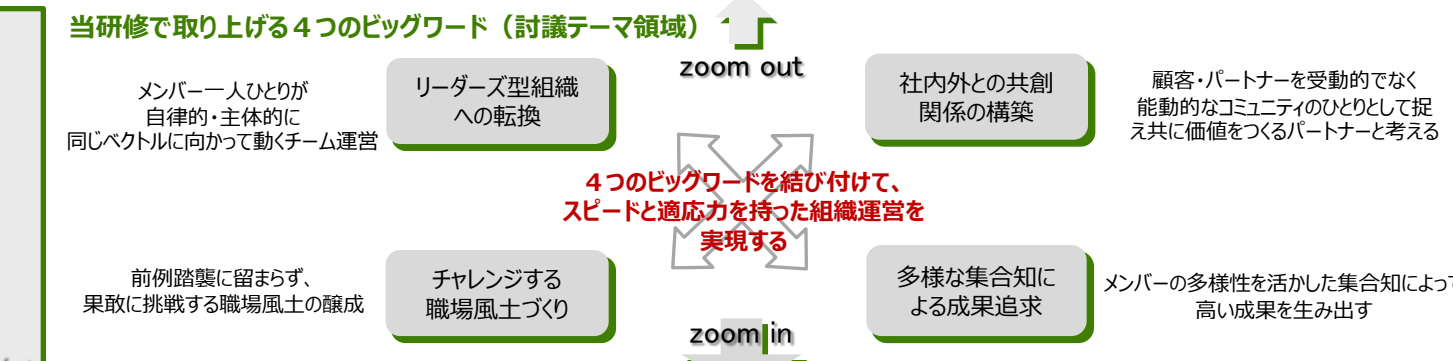 当研修で取り上げる４つのビッグワード（討議テーマ領域）
zoom out
メンバー一人ひとりが
自律的・主体的に
同じベクトルに向かって動くチーム運営
リーダーズ型組織
への転換
社内外との共創
関係の構築
顧客・パートナーを受動的でなく
能動的なコミュニティのひとりとして捉
え共に価値をつくるパートナーと考える
４つのビッグワードを結び付けて、
スピードと適応力を持った組織運営を
実現する
前例踏襲に留まらず、
果敢に挑戦する職場風土の醸成
チャレンジする
職場風土づくり
多様な集合知に
よる成果追求
メンバーの多様性を活かした集合知によって
高い成果を生み出す
zoom in